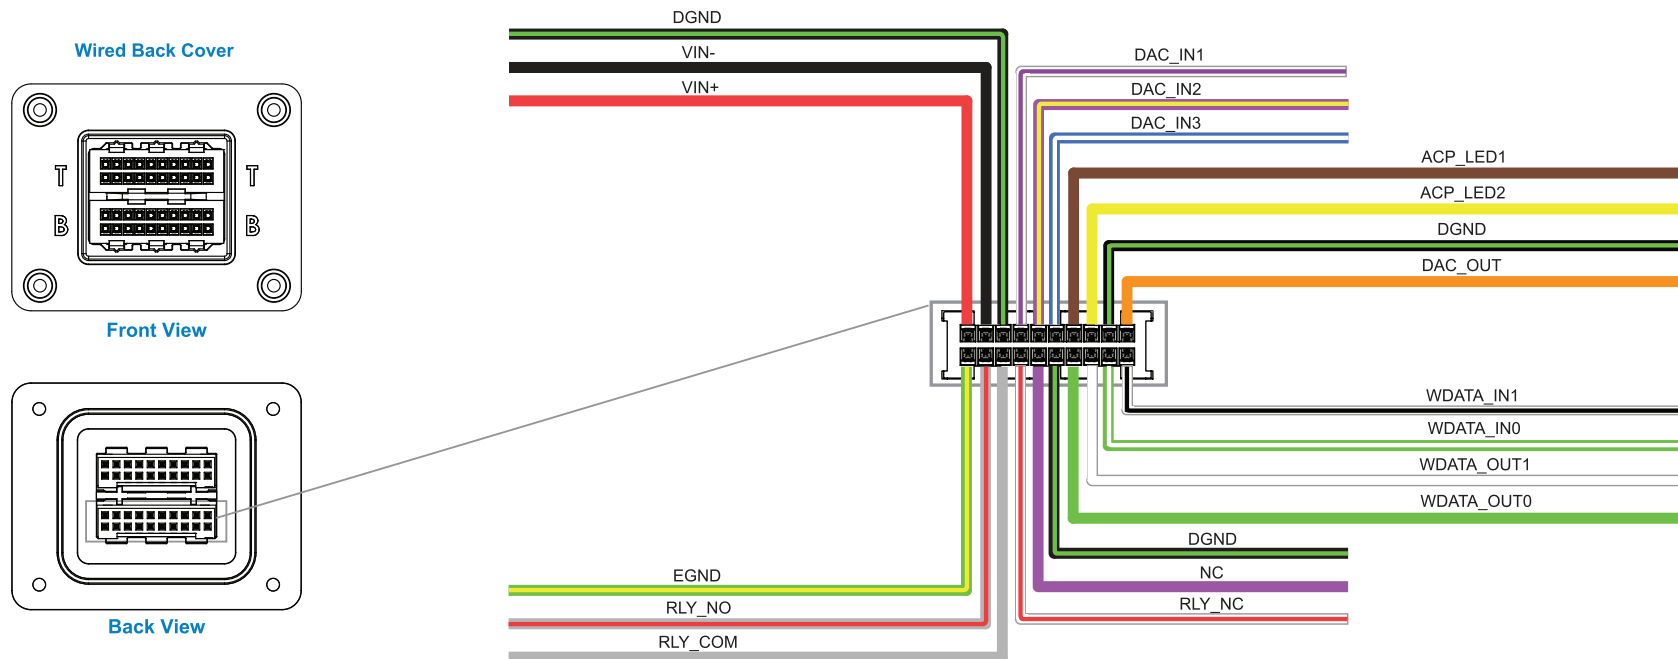 Wired Back Cover
T T
B B
Front View
Back View
DGND
VIN-
VIN+
DAC_IN1
DAC_IN2
DAC_IN3
ACP_LED1
ACP_LED2
DGND
DAC_OUT
WDATA_IN1
WDATA_IN0
WDATA_OUT1
WDATA_OUT0
DGND
NC
RLY_NC
EGND
RLY_NO
RLY_COM